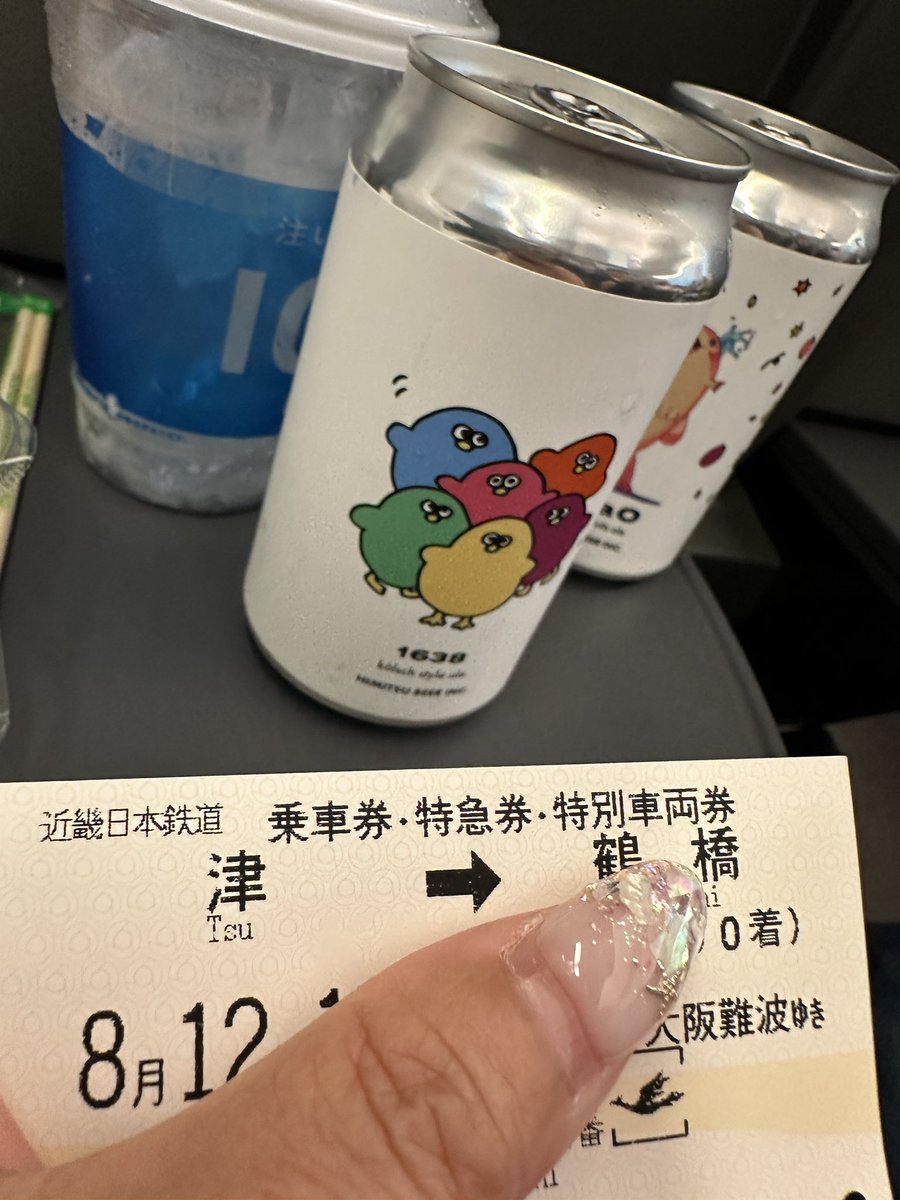 注
IC
1638
kölsch style ale
HIMITSU BEER INC.
近畿日本鉄道 乗車券・特急券・特別車両券
津 ➡ 鶴橋
Tsu
0着)
8月12
大阪難波ゆき
番